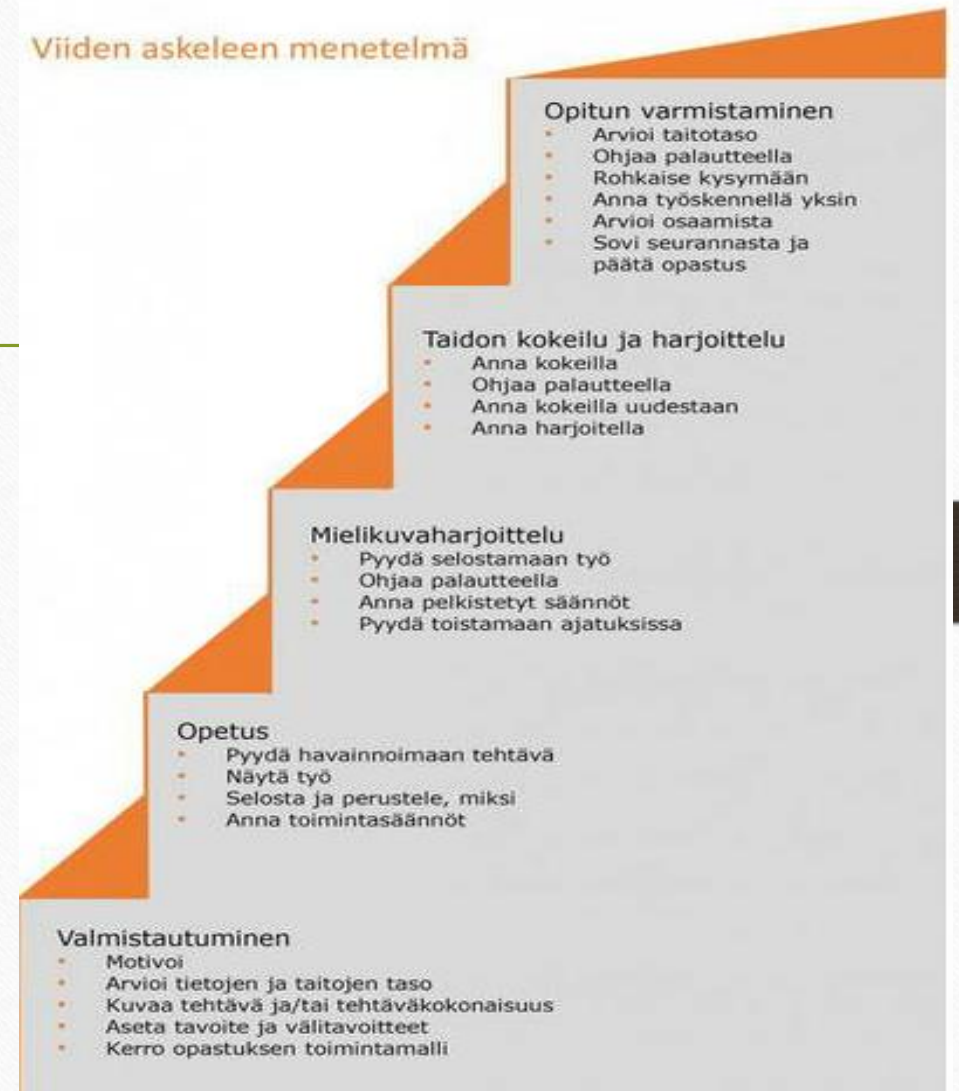 Viiden askeleen menetelmä
Opitun varmistaminen
• Arvioi taitotaso
• Ohjaa palautteella
• Rohkaise kysymään
• Anna työskennellä yksin
• Arvioi osaamista
• Sovi seurannasta ja
päätä opastus
Taidon kokeilu ja harjoittelu
• Anna kokeilla
• Ohjaa palautteella
• Anna kokeilla uudestaan
• Anna harjoitella
Mielikuvaharjoittelu
• Pyydä selostamaan työ
• Ohjaa palautteella
• Anna pelkistetyt säännöt
• Pyydä toistamaan ajatuksissa
Opetus
• Pyydä havainnoimaan tehtävä
• Näytä työ
• Selosta ja perustele, miksi
• Anna toimintasäännöt
Valmistautuminen
• Motivoi
• Arvioi tietojen ja taitojen taso
• Kuvaa tehtävä ja/tai tehtäväkokonaisuus
• Aseta tavoite ja välitavoitteet
• Kerro opastuksen toimintamalli